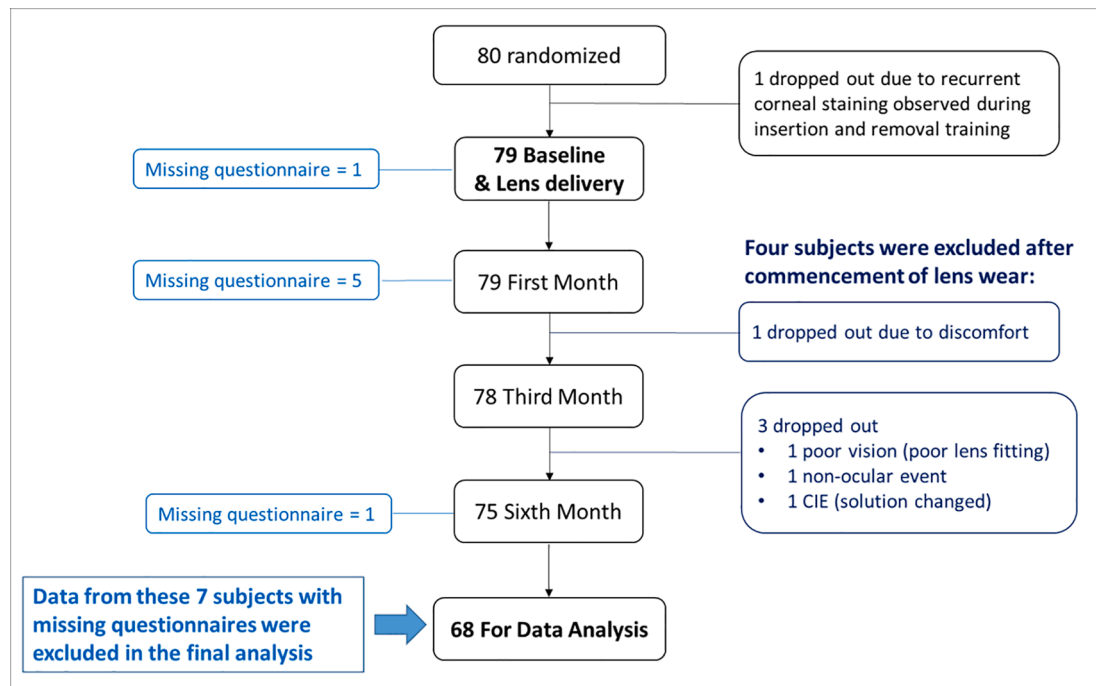 80 randomized
1 dropped out due to recurrent
corneal staining observed during
insertion and removal training
Missing questionnaire = 1
79 Baseline
& Lens delivery
Missing questionnaire = 5
79 First Month
Four subjects were excluded after
commencement of lens wear:
1 dropped out due to discomfort
78 Third Month
3 dropped out
• 1 poor vision (poor lens fitting)
• 1 non-ocular event
• 1 CIE (solution changed)
Missing questionnaire = 1
75 Sixth Month
Data from these 7 subjects with
missing questionnaires were
excluded in the final analysis
68 For Data Analysis